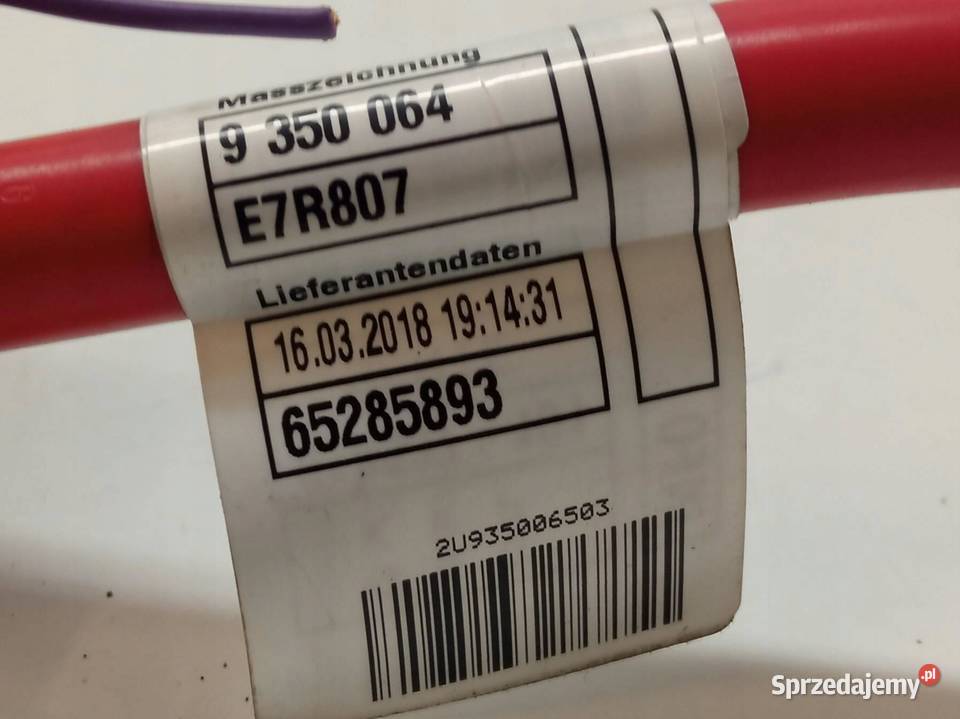 Masszeichnung
9 350 064
E7R807
Lieferantendaten
16.03.2018 19:14:31
65285893
2U935006503
Sprzedajemy.pl